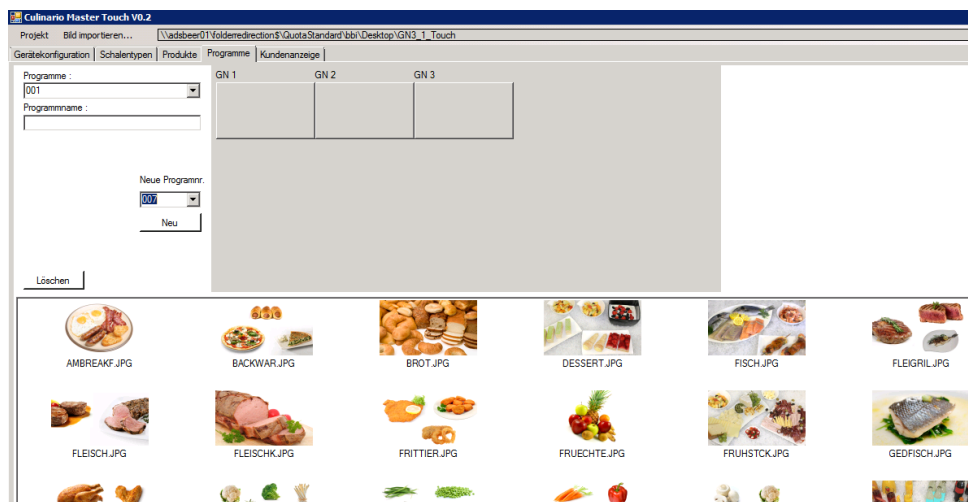 Culinario Master Touch V0.2
Projekt Bild importieren... \\adsbeer01\folderredirection$\QuotaStandard\bbi\Desktop\GN3_1_Touch
Gerätekonfiguration Schalentypen Produkte Programme Kundenanzeige
Programme :
001
Programmname :
GN 1 GN 2 GN 3
Neue Programnr.
007
Neu
Löschen
AMBREAKF.JPG BACKWAR.JPG BROT.JPG DESSERT.JPG FISCH.JPG FLEIGRIL.JPG
FLEISCH.JPG FLEISCHK.JPG FRITTIER.JPG FRUECHTE.JPG FRUHSTCK.JPG GEDFISCH.JPG